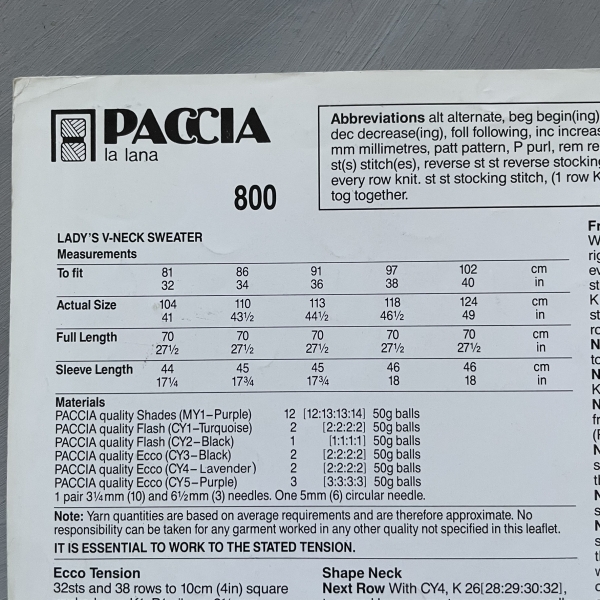 PACCIA
la lana
800
Abbreviations alt alternate, beg begin(ing)
dec decrease(ing), foll following, inc increas
mm millimetres, patt pattern, P purl, rem re
st(s) stitch(es), reverse st st reverse stockin
every row knit. st st stocking stitch, (1 row K
tog together.
LADY'S V-NECK SWEATER
Measurements
To fit 81 86 91 97 102 cm
32 34 36 38 40 in
Actual Size 104 110 113 118 124 cm
41 43½ 44½ 46½ 49 in
Full Length 70 70 70 70 70 cm
27½ 27½ 27½ 27½ 27½ in
Sleeve Length 44 45 45 46 46 cm
17¼ 17¾ 17¾ 18 18 in
Materials
PACCIA quality Shades (MY1–Purple) 12 [12:13:13:14] 50g balls
PACCIA quality Flash (CY1–Turquoise) 2 [2:2:2:2] 50g balls
PACCIA quality Flash (CY2–Black) 1 [1:1:1:1] 50g balls
PACCIA quality Ecco (CY3–Black) 2 [2:2:2:2] 50g balls
PACCIA quality Ecco (CY4–Lavender) 2 [2:2:2:2] 50g balls
PACCIA quality Ecco (CY5–Purple) 3 [3:3:3:3] 50g balls
1 pair 3¼mm (10) and 6½mm (3) needles. One 5mm (6) circular needle.
Note: Yarn quantities are based on average requirements and are therefore approximate. No
responsibility can be taken for any garment worked in any other quality not specified in this leaflet.
IT IS ESSENTIAL TO WORK TO THE STATED TENSION.
Ecco Tension
32sts and 38 rows to 10cm (4in) square
Shape Neck
Next Row With CY4, K 26[28:29:30:32],